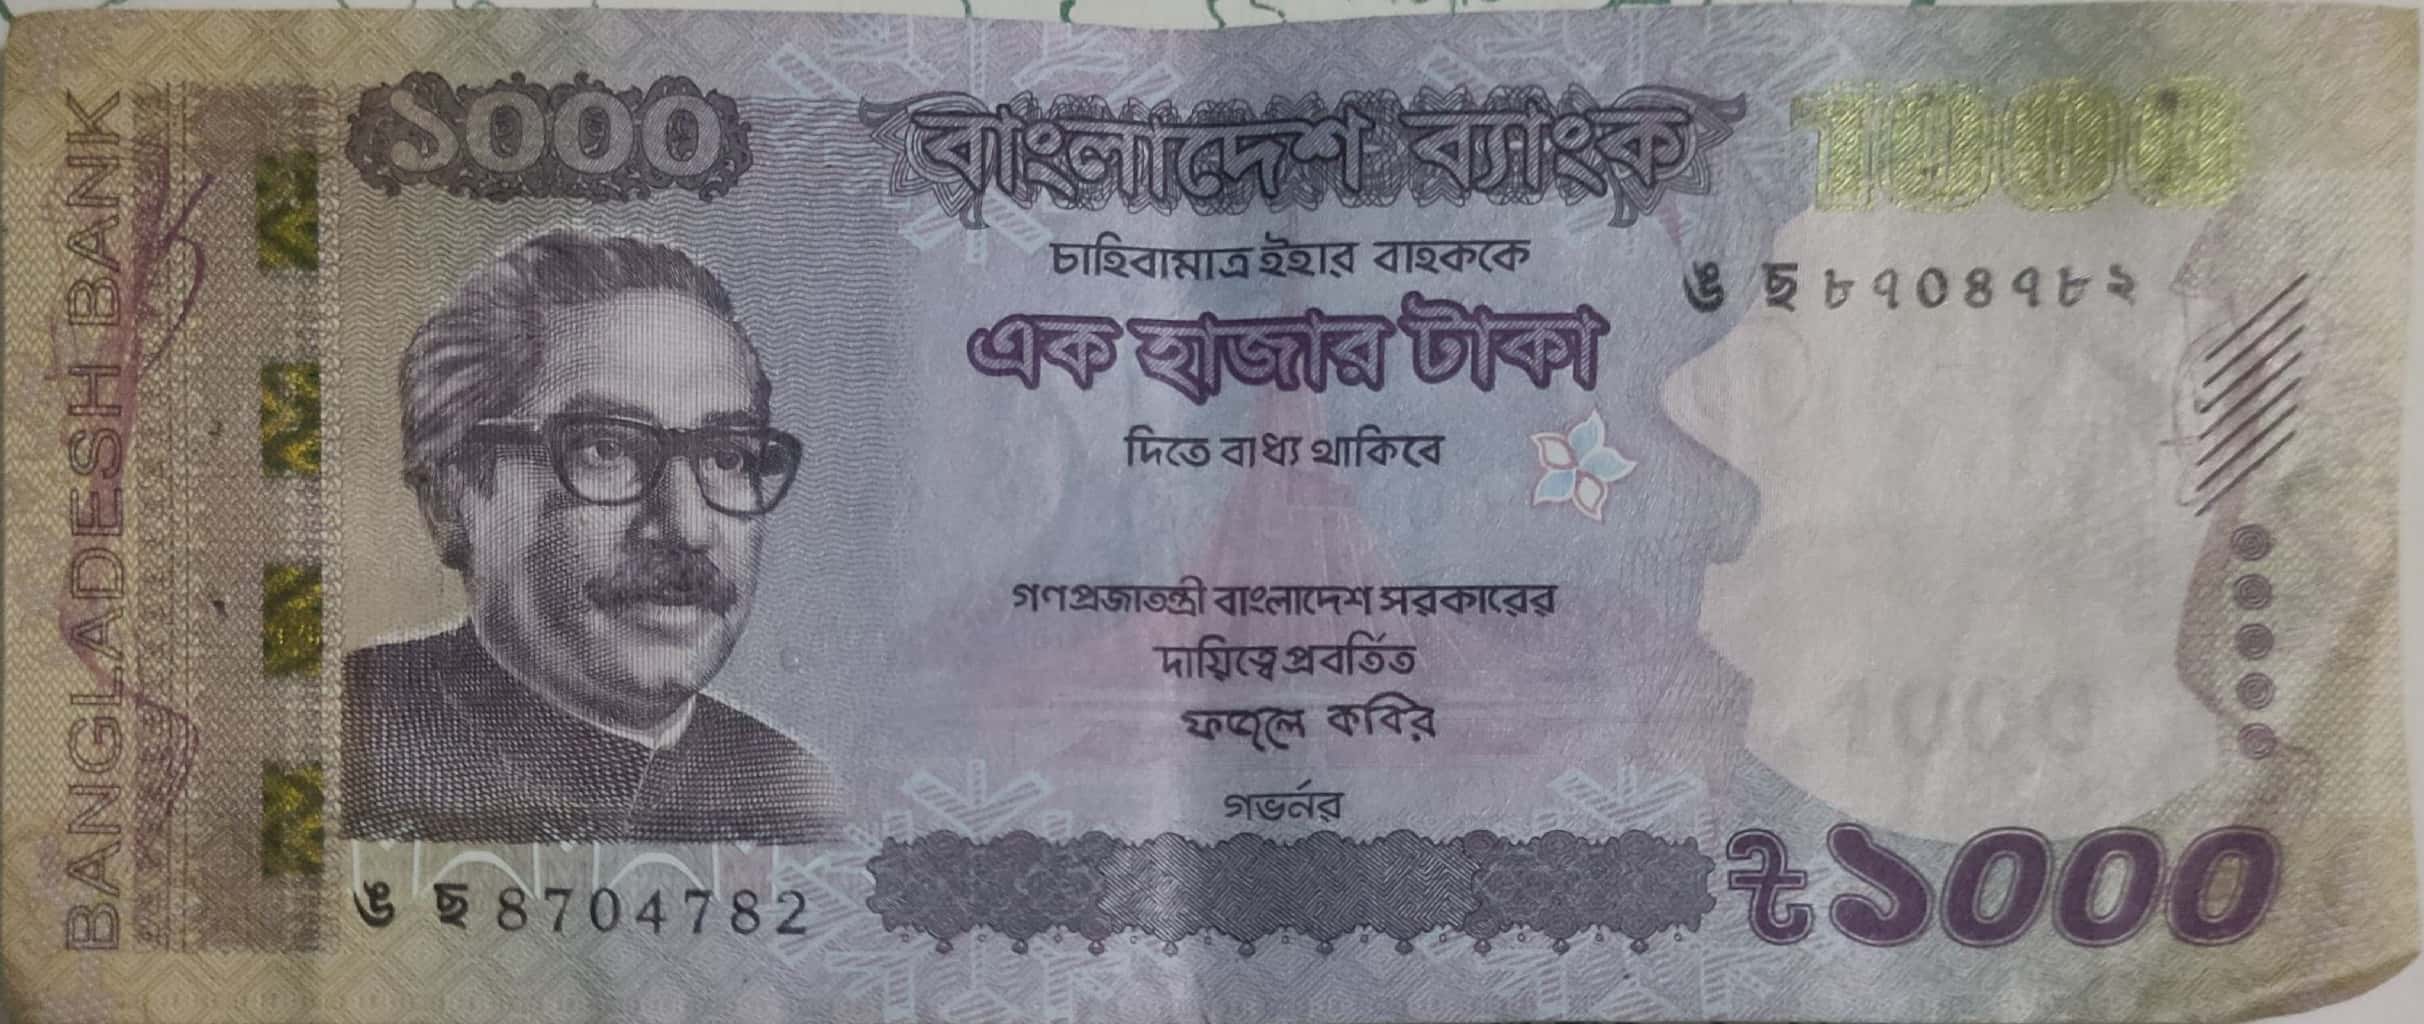 BANGLADESH BANK
১০০০
বাংলাদেশ ব্যাংক
1000
চাহিবামাত্র ইহার বাহককে
ঙ ছ ৮৭০৪৭৮২
এক হাজার টাকা
দিতে বাধ্য থাকিবে
গণপ্রজাতন্ত্রী বাংলাদেশ সরকারের
দায়িত্বে প্রবর্তিত
ফজলে কবির
1000
গভর্নর
ঙ ছ 8704782
৳১০০০